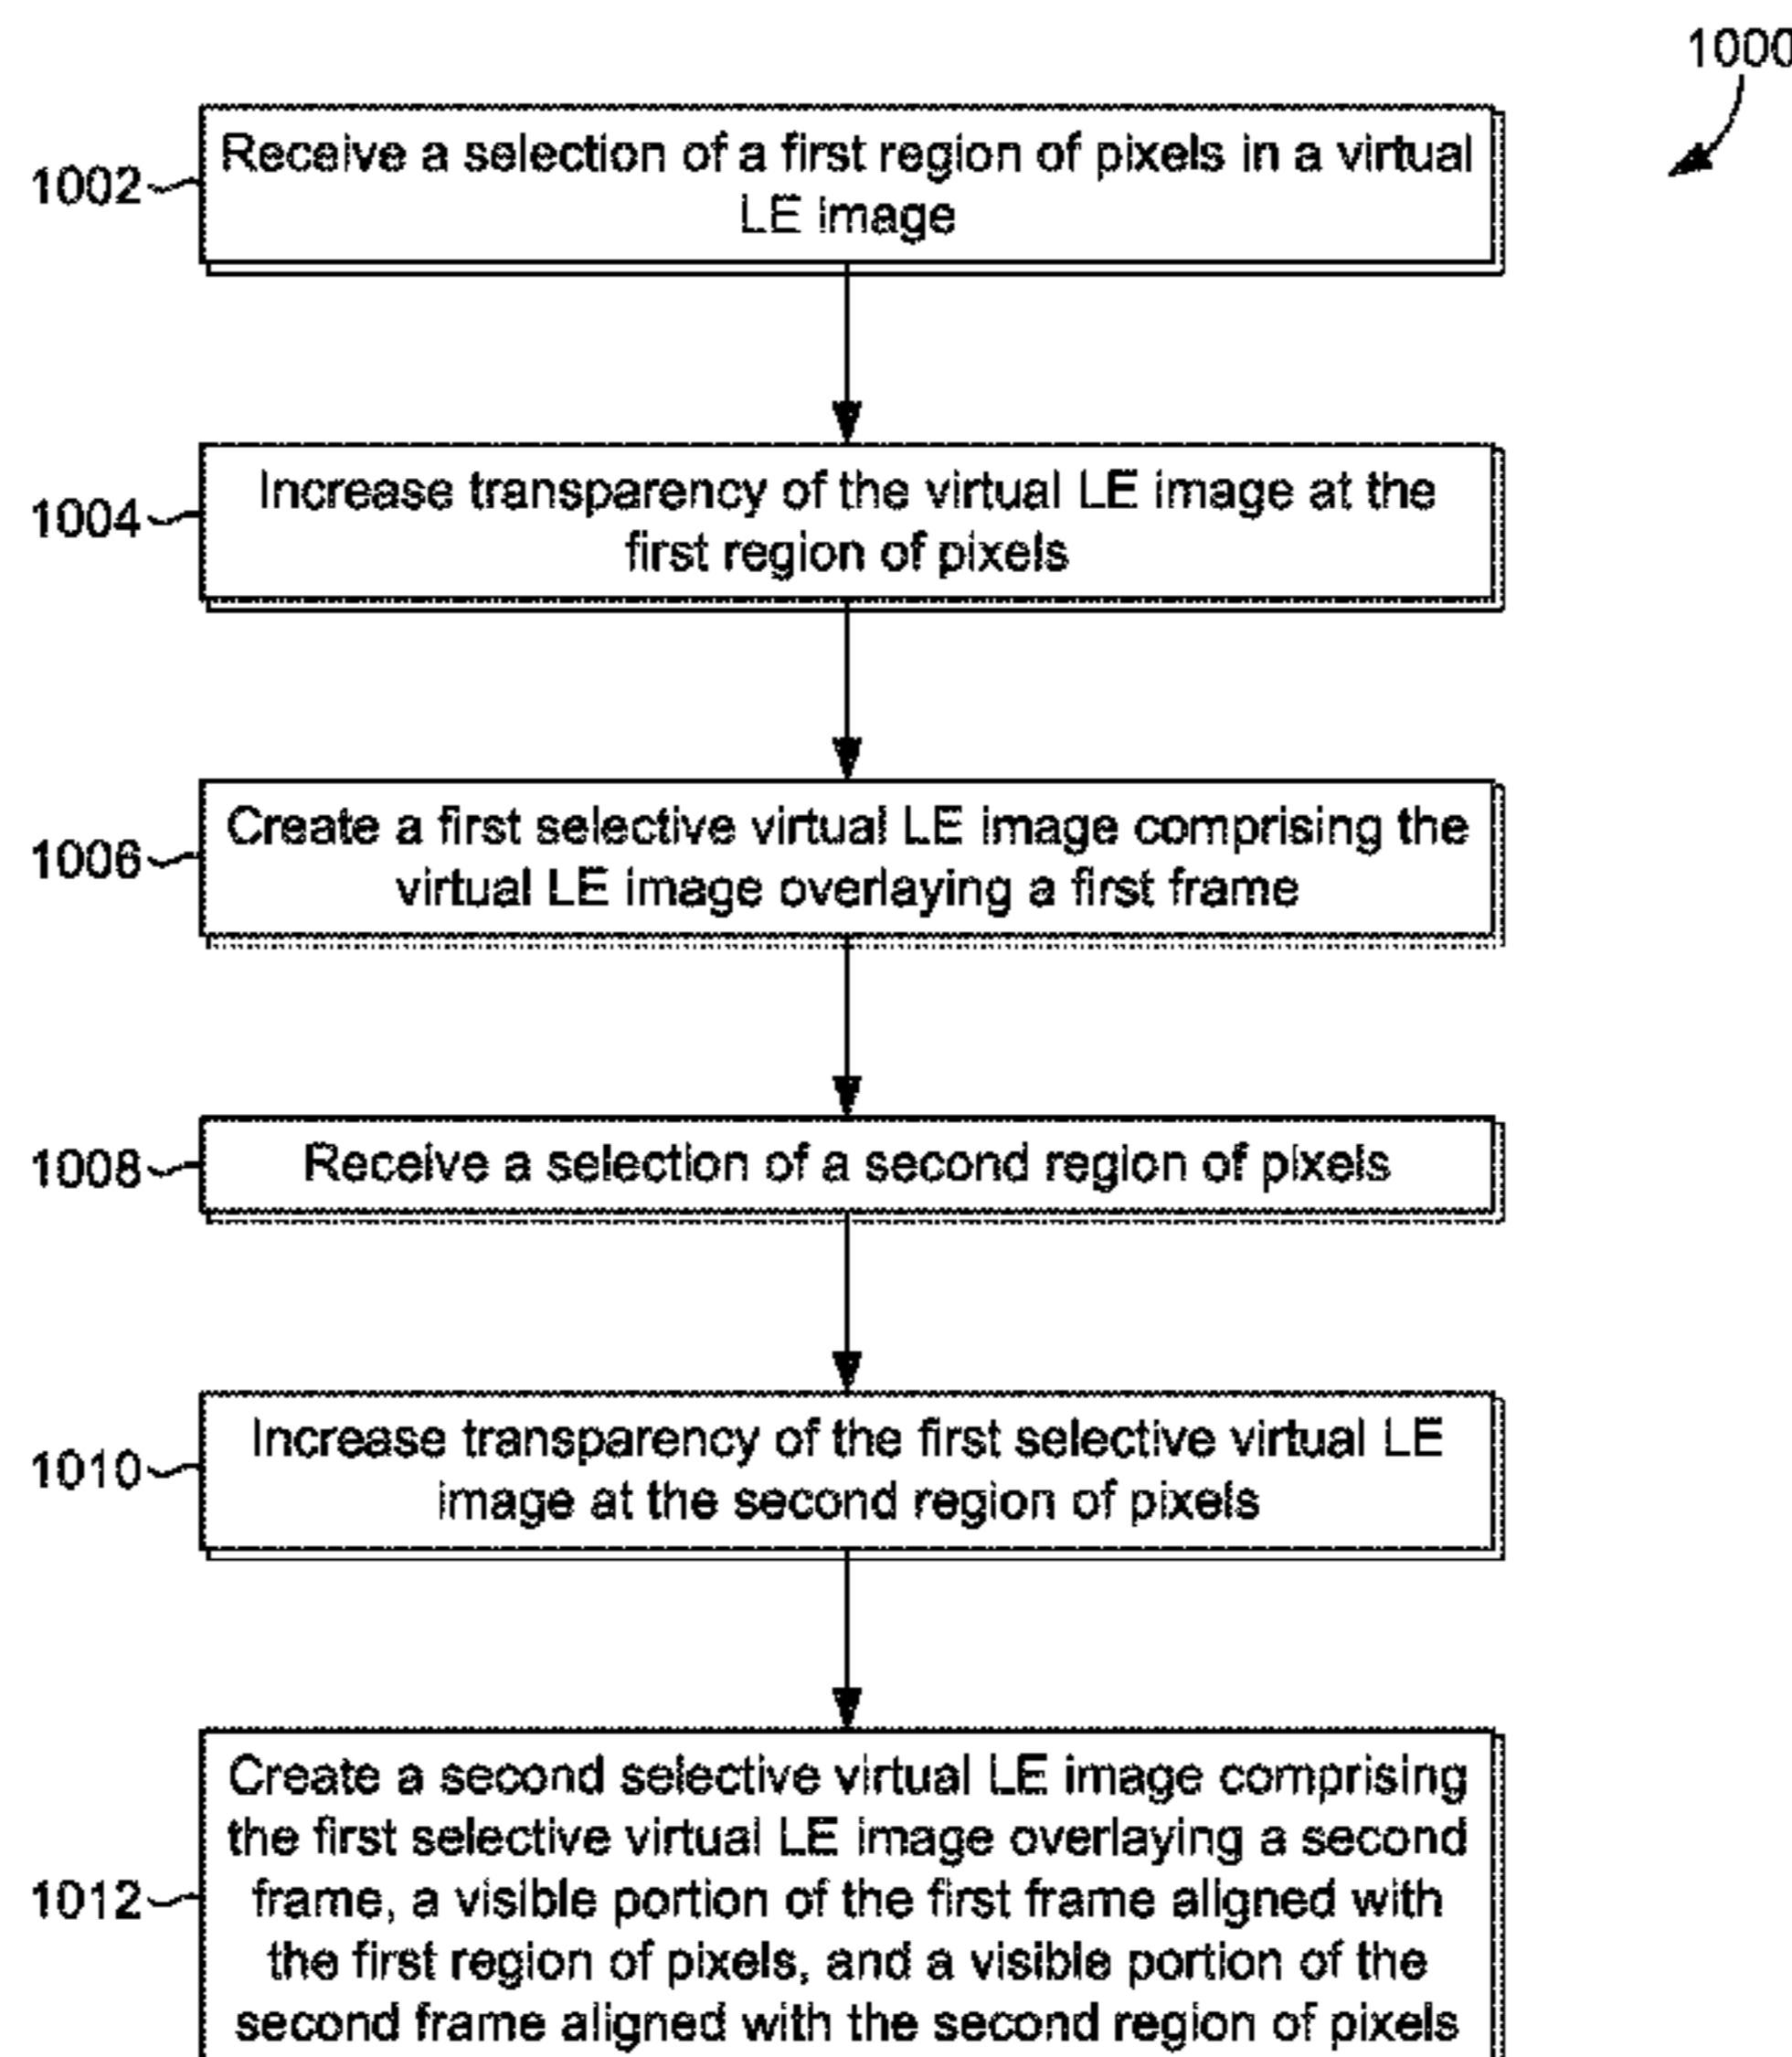 1000
1002
Receive a selection of a first region of pixels in a virtual
LE image
1004
Increase transparency of the virtual LE image at the
first region of pixels
1006
Create a first selective virtual LE image comprising the
virtual LE image overlaying a first frame
1008
Receive a selection of a second region of pixels
1010
Increase transparency of the first selective virtual LE
image at the second region of pixels
1012
Create a second selective virtual LE image comprising
the first selective virtual LE image overlaying a second
frame, a visible portion of the first frame aligned with
the first region of pixels, and a visible portion of the
second frame aligned with the second region of pixels